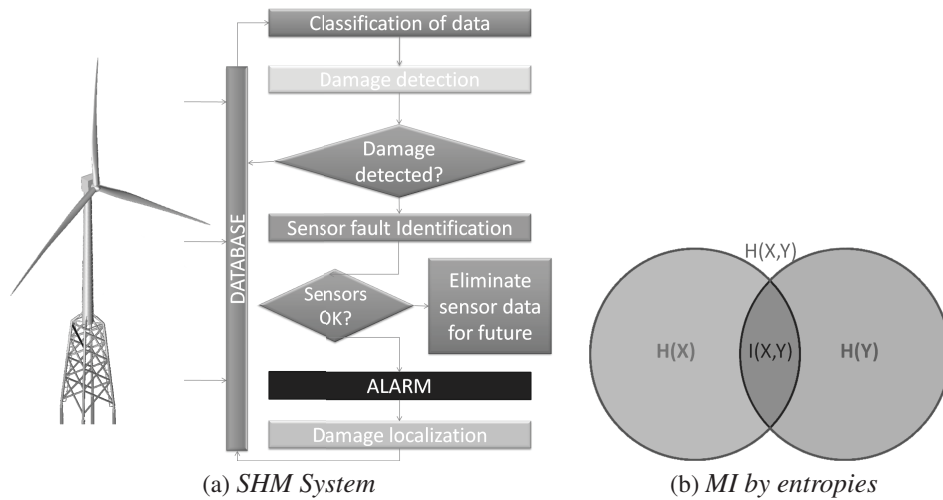 Classification of data
Damage detection
Damage
detected?
DATABASE
Sensor fault Identification
Sensors
OK?
Eliminate
sensor data
for future
ALARM
Damage localization
(a) SHM System
H(X,Y)
H(X)
I(X,Y)
H(Y)
(b) MI by entropies